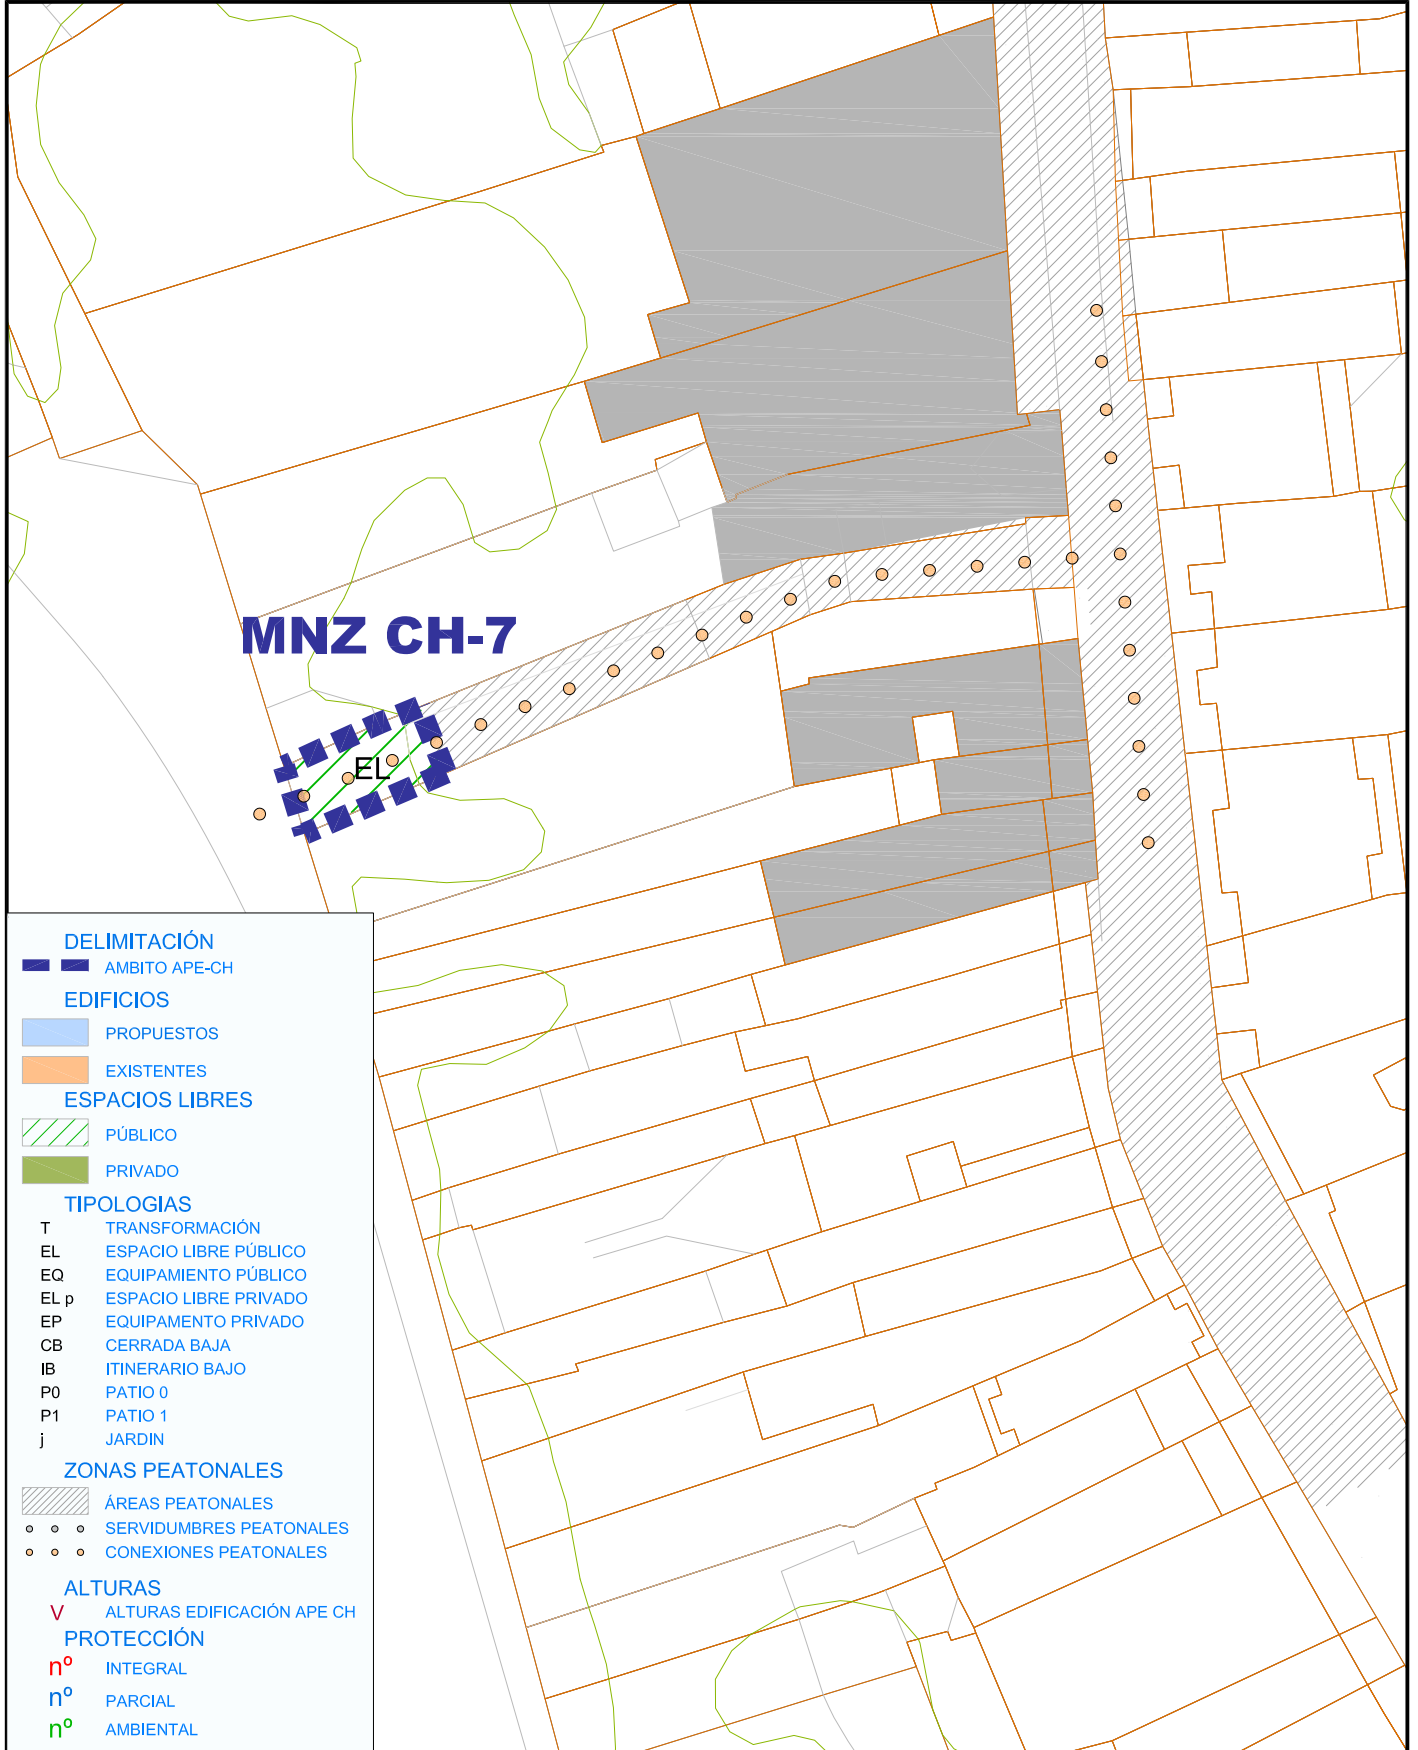 MNZ CH-7
EL
DELIMITACIÓN
AMBITO APE-CH
EDIFICIOS
PROPUESTOS
EXISTENTES
ESPACIOS LIBRES
PÚBLICO
PRIVADO
TIPOLOGIAS
T TRANSFORMACIÓN
EL ESPACIO LIBRE PÚBLICO
EQ EQUIPAMIENTO PÚBLICO
EL p ESPACIO LIBRE PRIVADO
EP EQUIPAMENTO PRIVADO
CB CERRADA BAJA
IB ITINERARIO BAJO
P0 PATIO 0
P1 PATIO 1
j JARDIN
ZONAS PEATONALES
ÁREAS PEATONALES
SERVIDUMBRES PEATONALES
CONEXIONES PEATONALES
ALTURAS
V ALTURAS EDIFICACIÓN APE CH
PROTECCIÓN
nº INTEGRAL
nº PARCIAL
nº AMBIENTAL